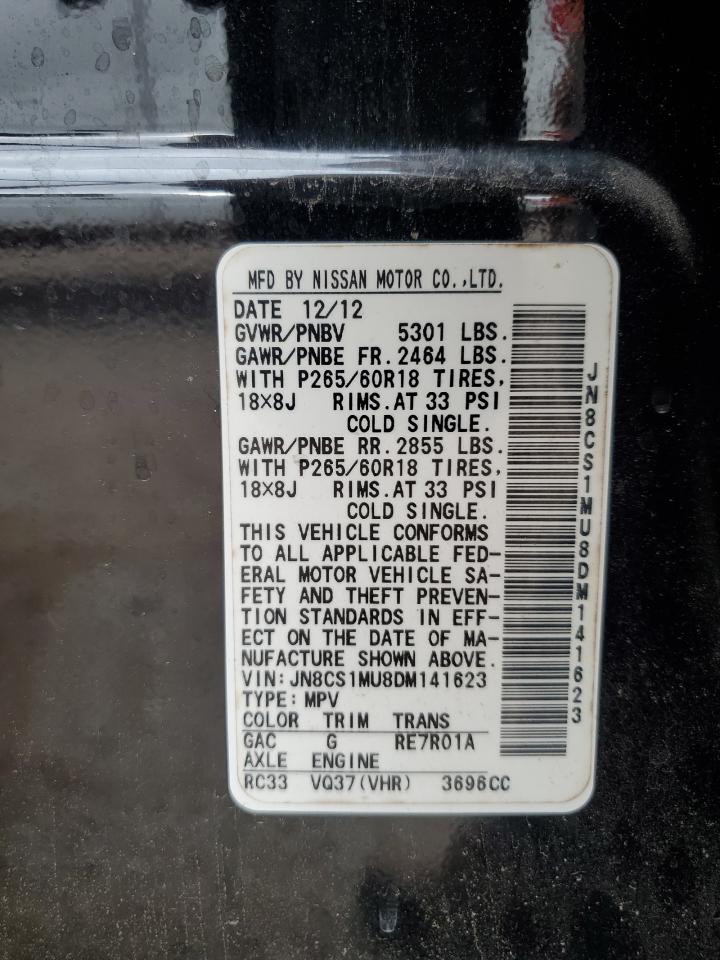 MFD BY NISSAN MOTOR CO.,LTD.
DATE 12/12
GVWR/PNBV 5301 LBS.
GAWR/PNBE FR. 2464 LBS.
WITH P265/60R18 TIRES,
18×8J RIMS. AT 33 PSI
COLD SINGLE.
GAWR/PNBE RR. 2855 LBS.
WITH P265/60R18 TIRES,
18×8J RIMS. AT 33 PSI
COLD SINGLE.
THIS VEHICLE CONFORMS
TO ALL APPLICABLE FED-
ERAL MOTOR VEHICLE SA-
FETY AND THEFT PREVEN-
TION STANDARDS IN EFF-
ECT ON THE DATE OF MA-
NUFACTURE SHOWN ABOVE.
VIN: JN8CS1MU8DM141623
TYPE: MPV
COLOR TRIM TRANS
GAC G RE7R01A
AXLE ENGINE
RC33 VQ37(VHR) 3696CC
JN8CS1MU8DM141623